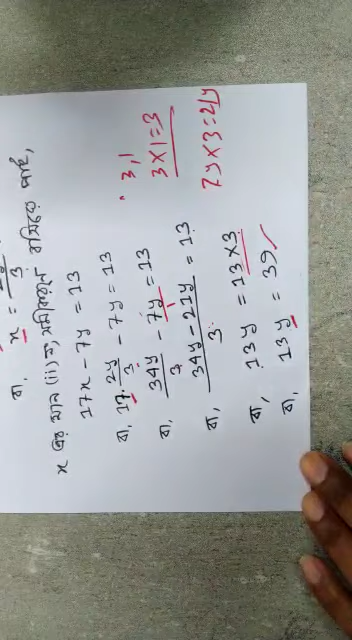 বা, x = 2y/3
x এর মান (ii) নং সমীকরণে বসিয়ে পাই,
17x - 7y = 13
বা, 17. 2y/3 - 7y = 13
বা, 34y/3 - 7y/1 = 13
বা, 34y - 21y/3 = 13
বা, 13y = 13 × 3
বা, 13y = 39
3,1
3 × 1 = 3
7y × 3 = 21y